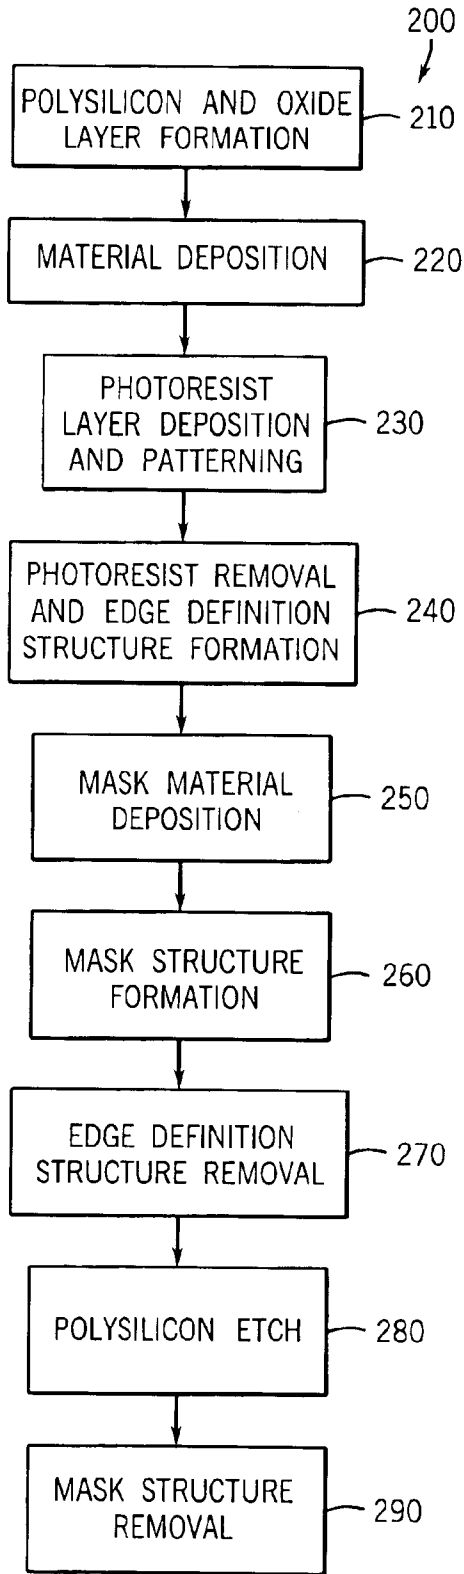 200
POLYSILICON AND OXIDE
LAYER FORMATION
210
MATERIAL DEPOSITION
220
PHOTORESIST
LAYER DEPOSITION
AND PATTERNING
230
PHOTORESIST REMOVAL
AND EDGE DEFINITION
STRUCTURE FORMATION
240
MASK MATERIAL
DEPOSITION
250
MASK STRUCTURE
FORMATION
260
EDGE DEFINITION
STRUCTURE REMOVAL
270
POLYSILICON ETCH
280
MASK STRUCTURE
REMOVAL
290